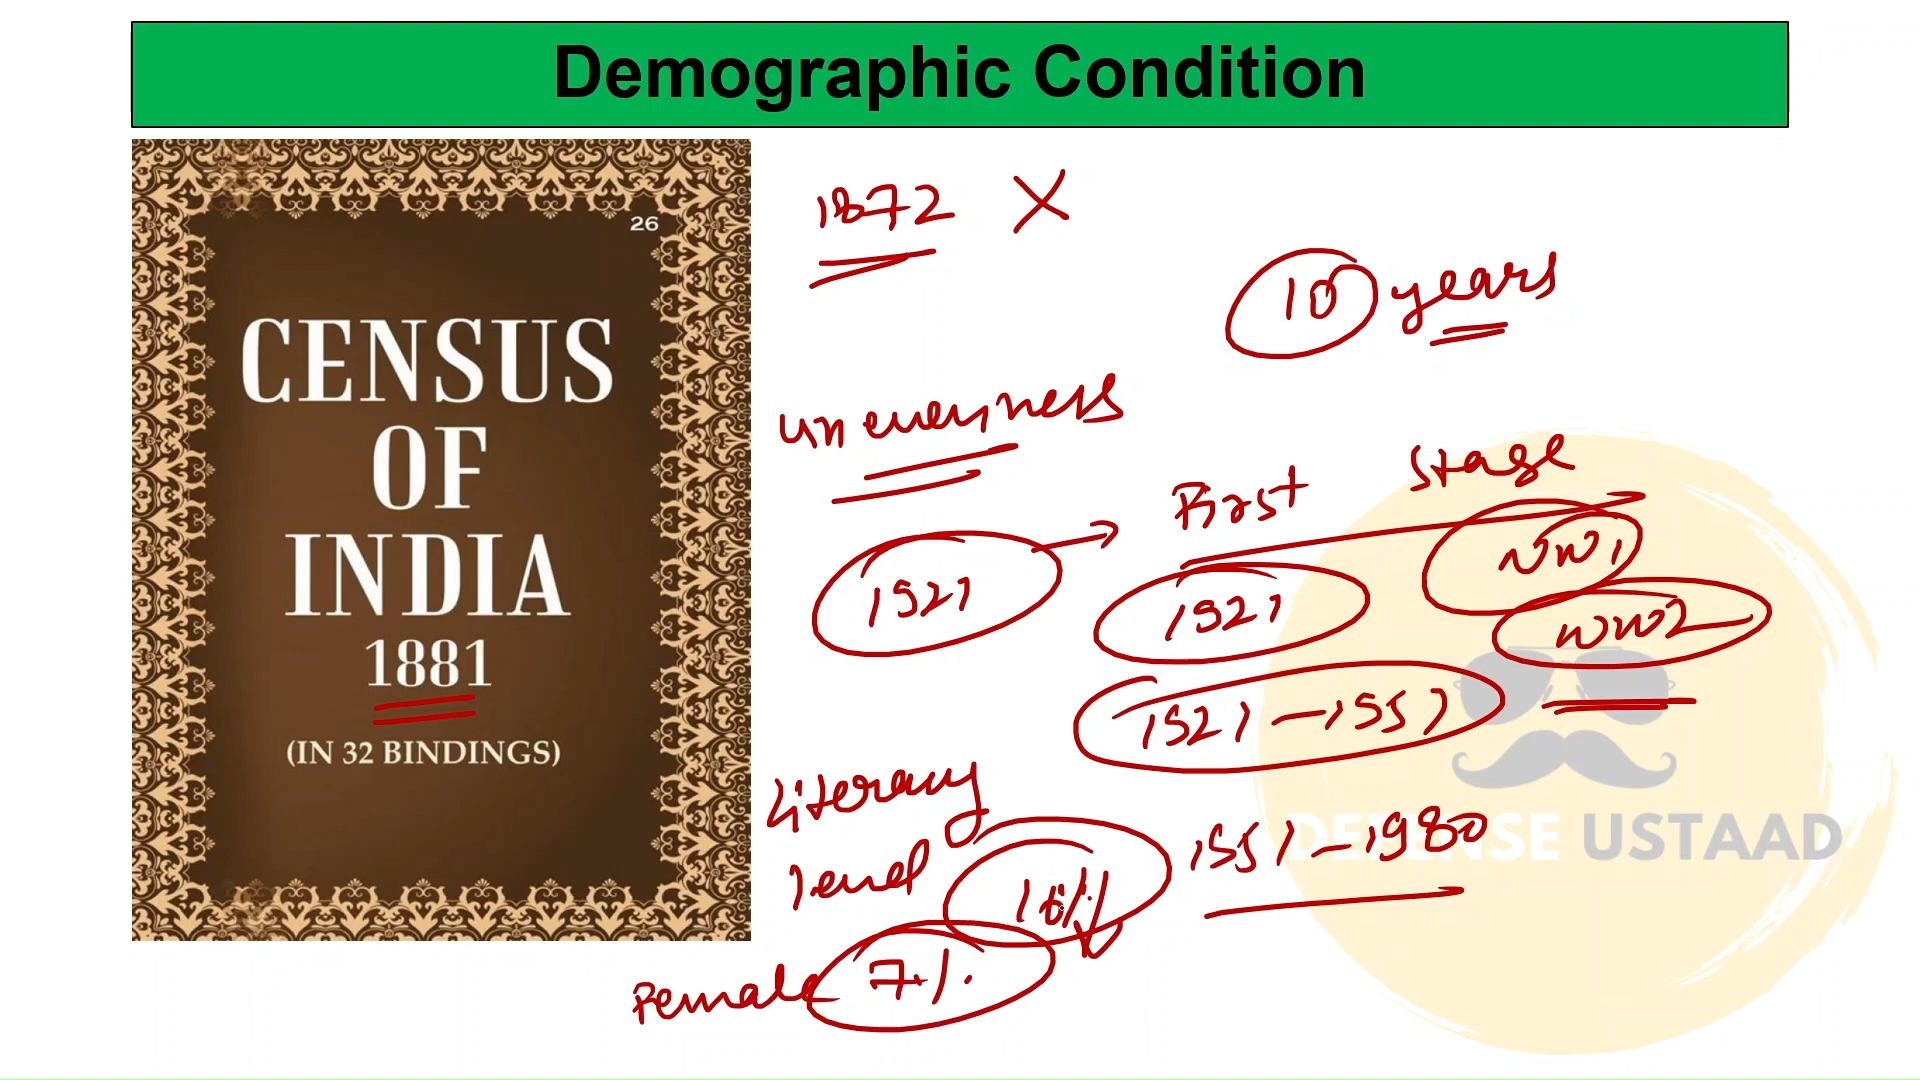 Demographic Condition
26
CENSUS
OF
INDIA
1881
(IN 32 BINDINGS)
1872 X
10 years
unevenness
First Stage
1921
1921
WW1
WW2
1921 – 1951
Literacy
level
16%
1951 – 1980
Female 7%
DEFENSE USTAAD